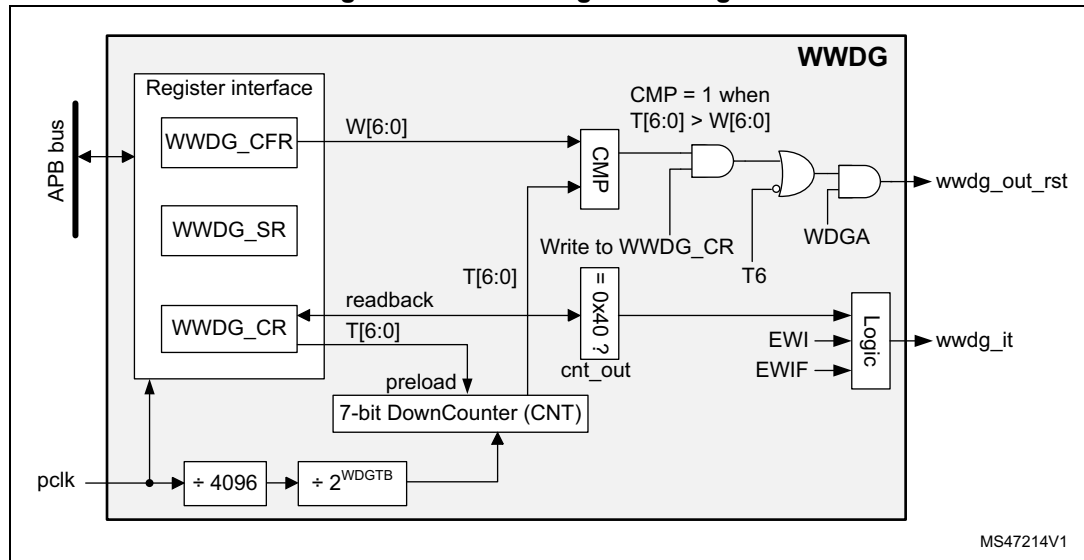 WWDG
Register interface
CMP = 1 when
T[6:0] > W[6:0]
APB bus
WWDG_CFR
W[6:0]
CMP
wwdg_out_rst
WWDG_SR
Write to WWDG_CR
WDGA
T6
T[6:0]
readback
= 0x40 ?
WWDG_CR
T[6:0]
Logic
EWI
wwdg_it
EWIF
cnt_out
preload
7-bit DownCounter (CNT)
pclk
÷ 4096
÷ 2WDGTB
MS47214V1